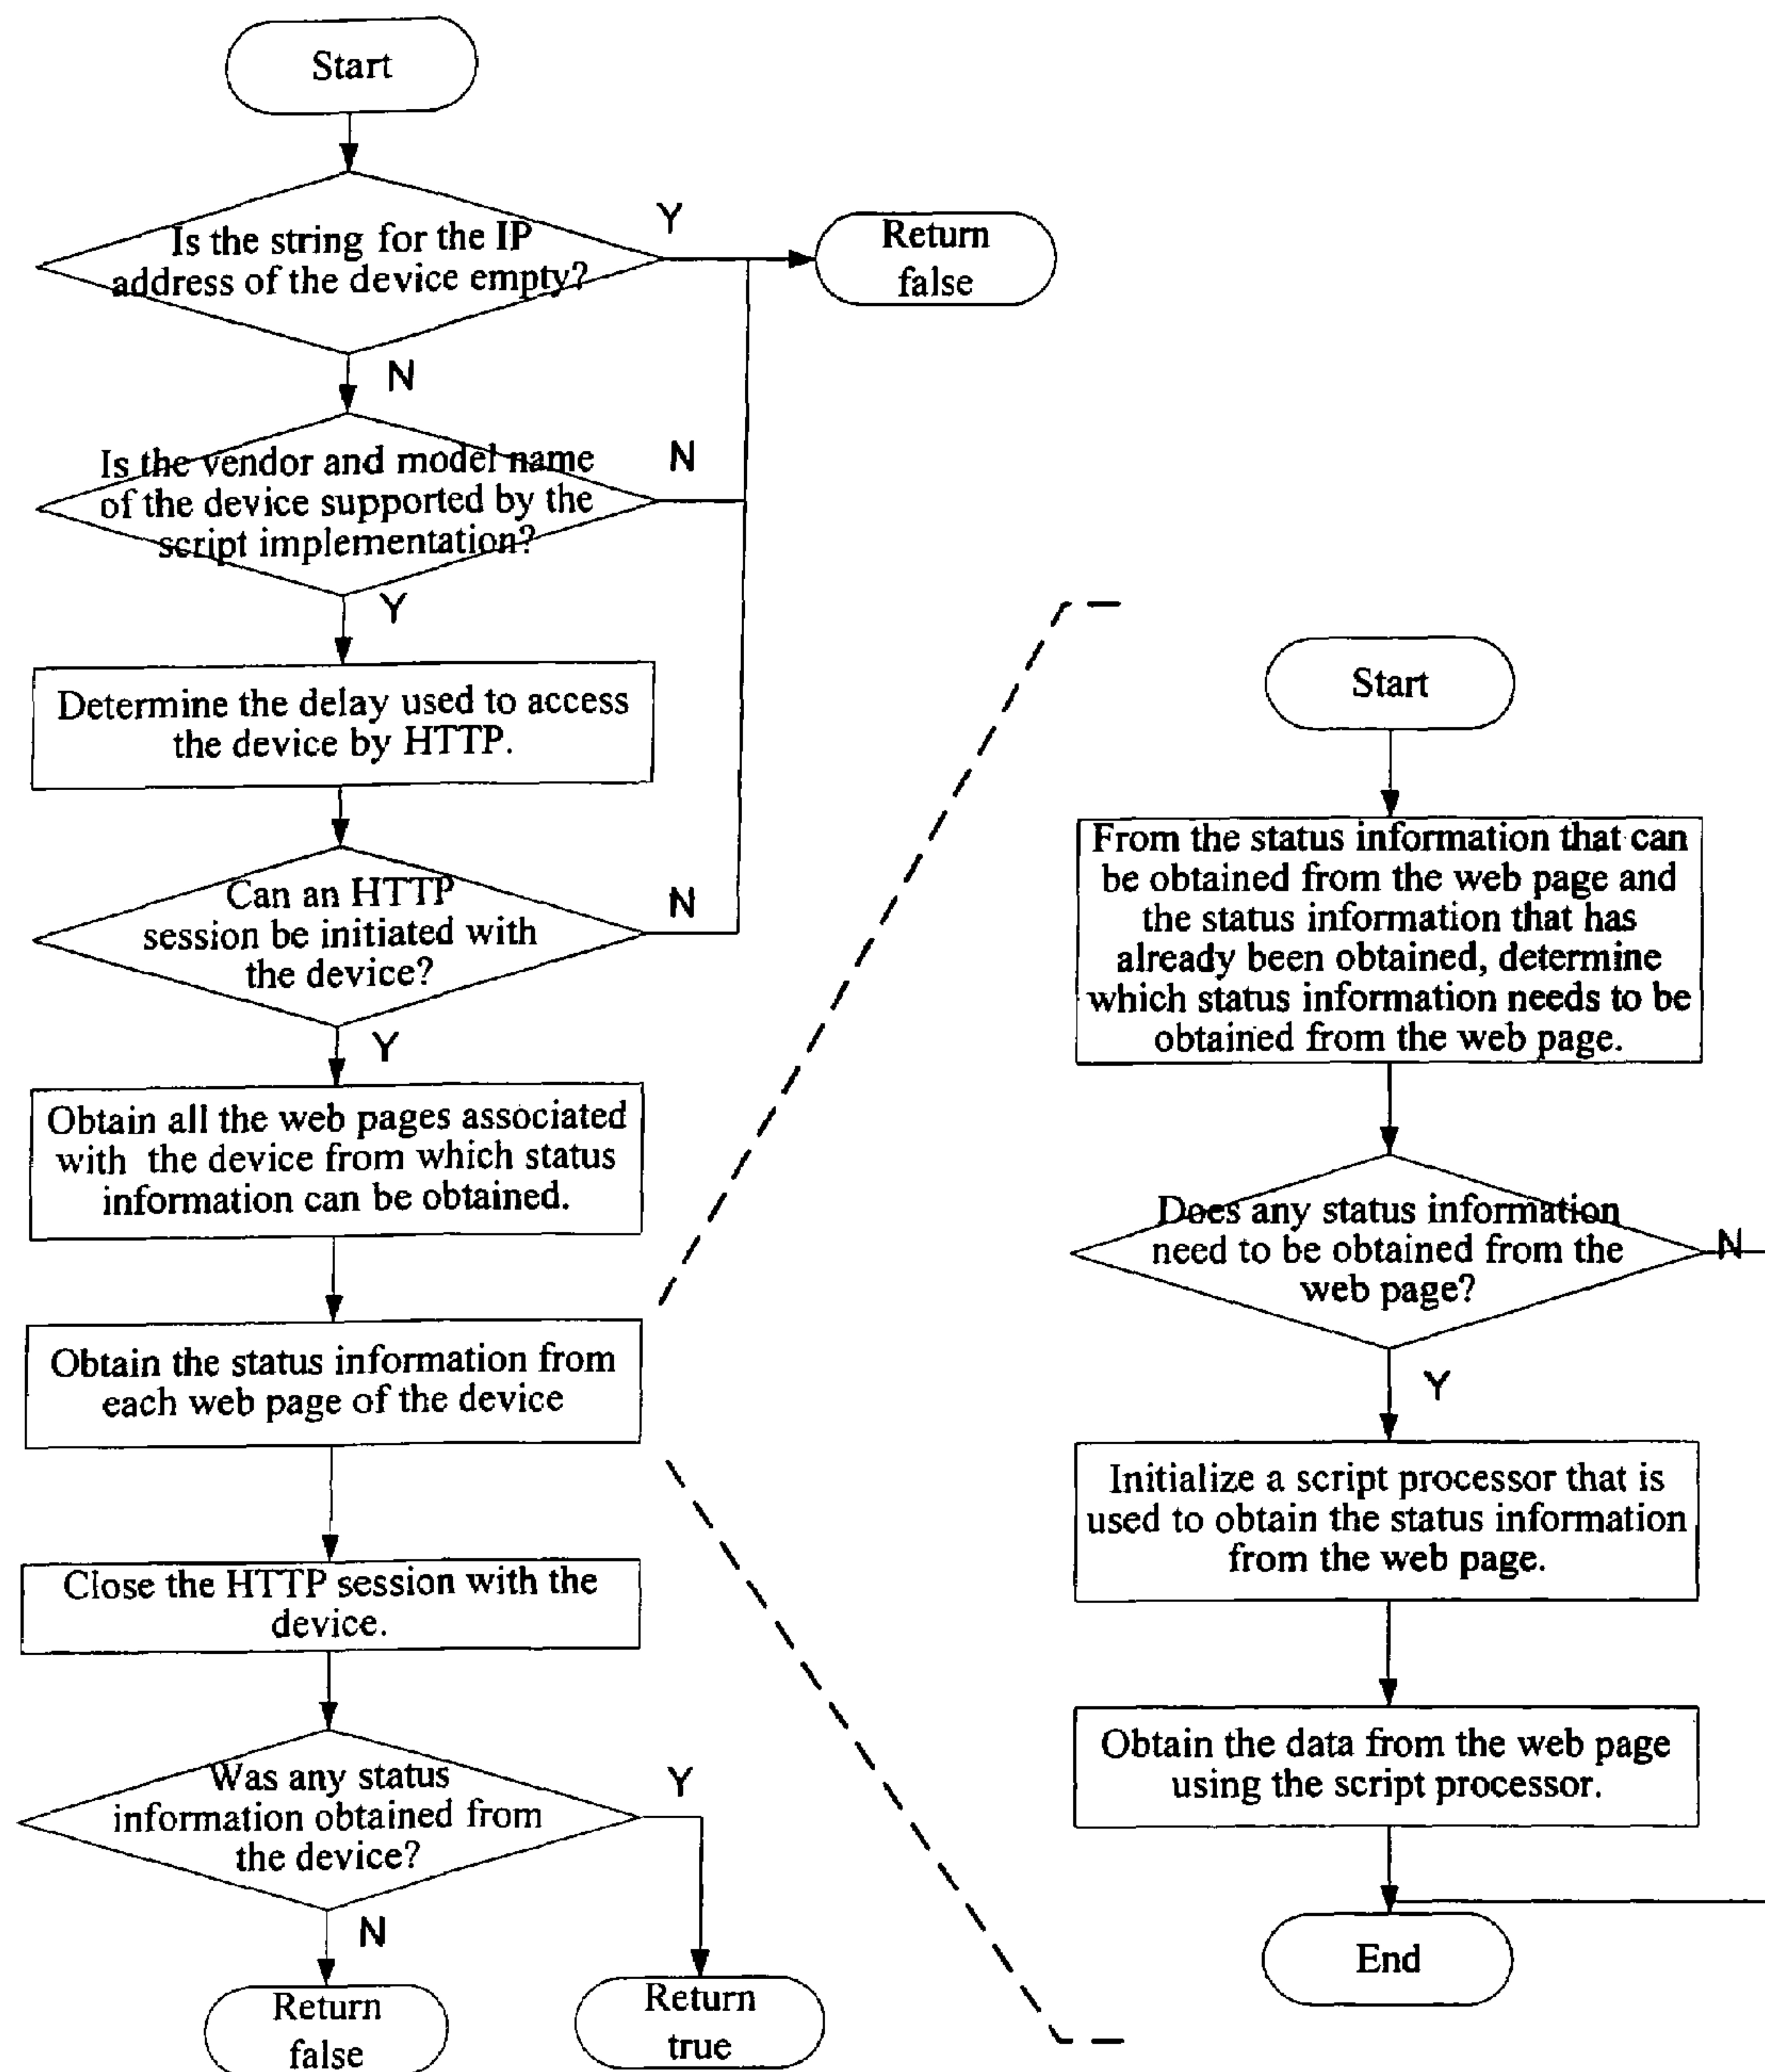 Start
Is the string for the IP
address of the device empty?
Y
Return
false
N
Is the vendor and model name
of the device supported by the
script implementation?
N
Y
Determine the delay used to access
the device by HTTP.
Can an HTTP
session be initiated with
the device?
N
Y
Obtain all the web pages associated
with the device from which status
information can be obtained.
Obtain the status information from
each web page of the device
Close the HTTP session with the
device.
Was any status
information obtained from
the device?
Y
N
Return
false
Return
true
Start
From the status information that can
be obtained from the web page and
the status information that has
already been obtained, determine
which status information needs to be
obtained from the web page.
Does any status information
need to be obtained from the
web page?
N
Y
Initialize a script processor that is
used to obtain the status information
from the web page.
Obtain the data from the web page
using the script processor.
End